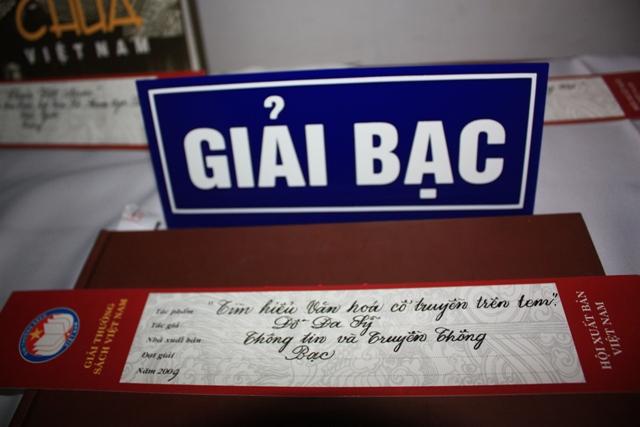 CHÙA
VIỆT NAM
GIẢI BẠC
GIẢI THƯỞNG
SÁCH VIỆT NAM
Tác phẩm "Tìm hiểu Văn hoá cổ truyền trên tem".
Tác giả Đỗ Đa Sỹ
Nhà xuất bản Thông tin và Truyền Thông
Đạt giải Bạc
Năm 2009
HỘI XUẤT BẢN
VIỆT NAM